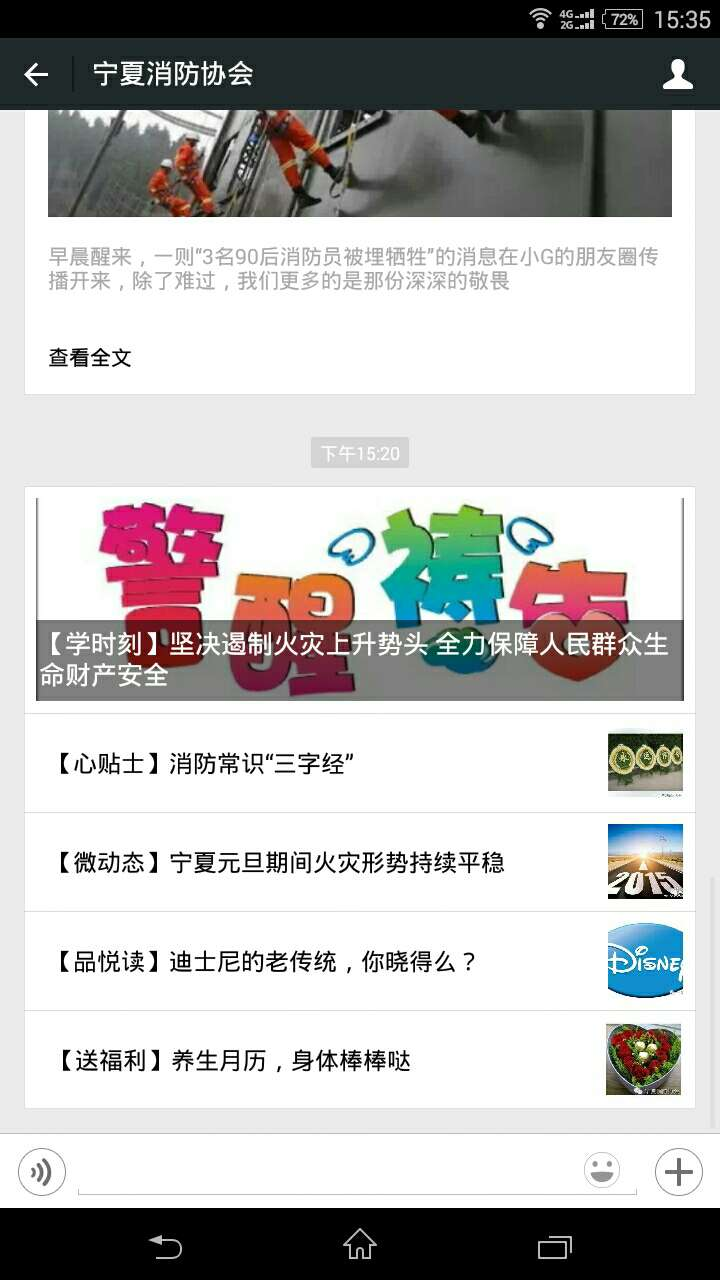 4G
2G
72%
15:35
宁夏消防协会
早晨醒来，一则“3名90后消防员被埋牺牲”的消息在小G的朋友圈传
播开来，除了难过，我们更多的是那份深深的敬畏
查看全文
下午15:20
警醒祷告
【学时刻】坚决遏制火灾上升势头 全力保障人民群众生
命财产安全
【心贴士】消防常识“三字经”
【微动态】宁夏元旦期间火灾形势持续平稳
2015
【品悦读】迪士尼的老传统，你晓得么？
DISNEY
【送福利】养生月历，身体棒棒哒